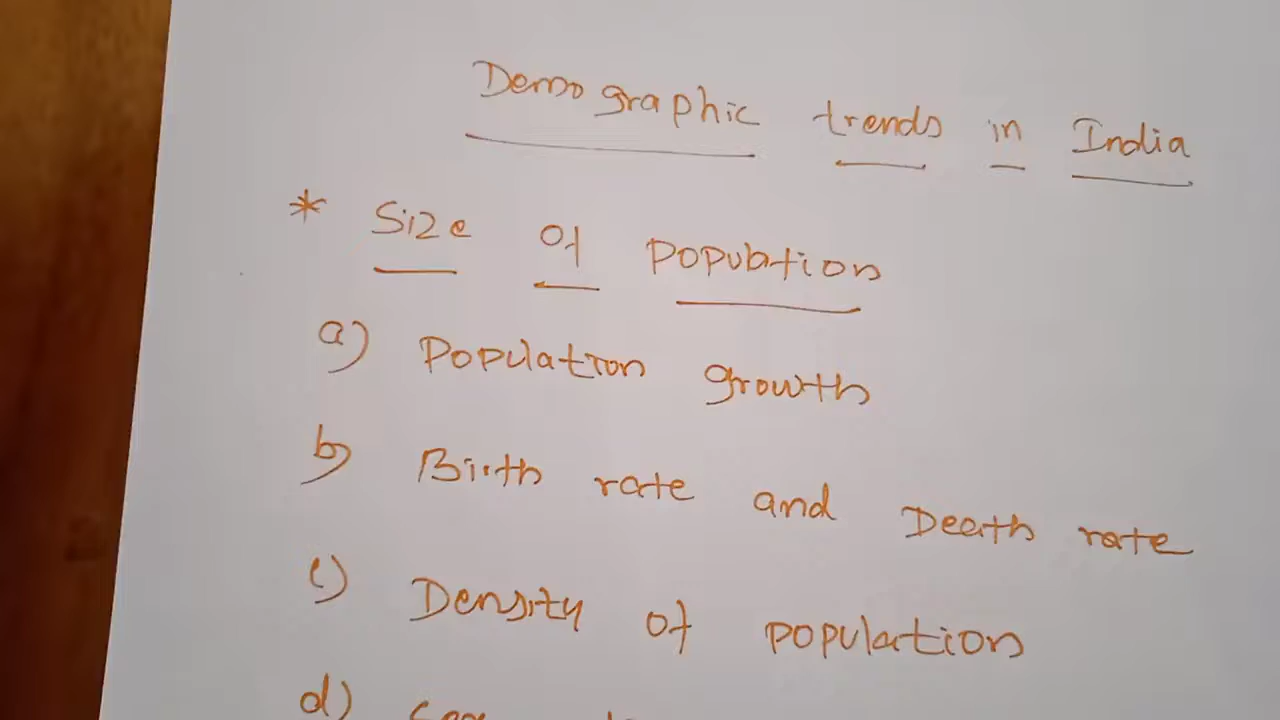 Demographic trends in India
* Size of population
a) Population growth
b) Birth rate and Death rate
c) Density of population
d)